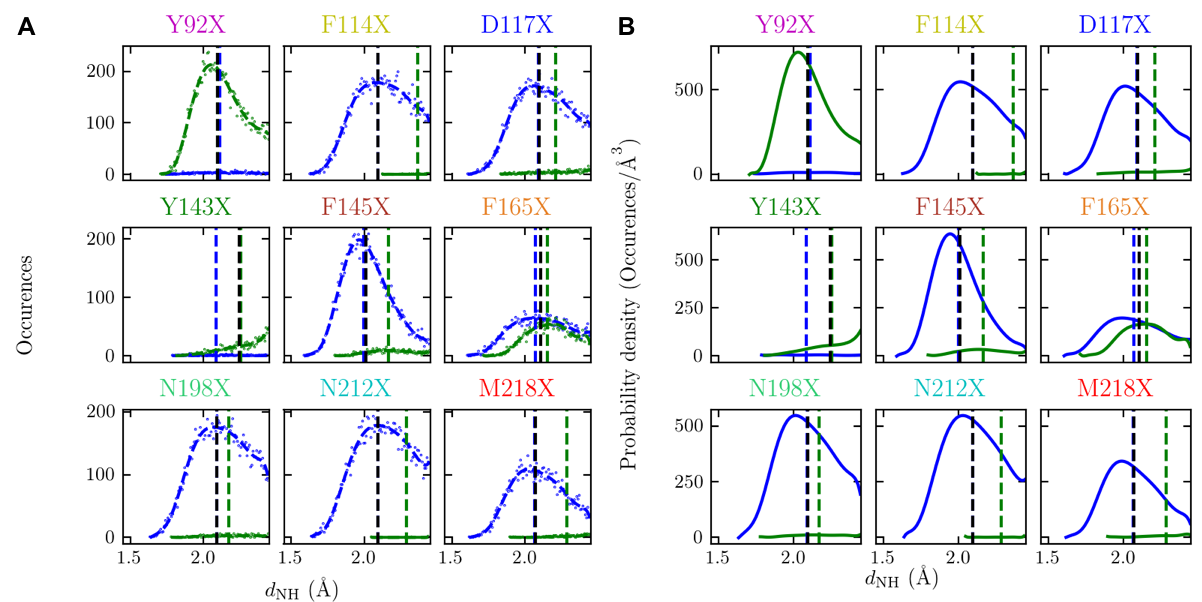 A
Y92X F114X D117X
200
100
0
Y143X F145X F165X
200
100
0
N198X N212X M218X
200
100
0
1.5 2.0 1.5 2.0 1.5 2.0
Occurences
d_NH (Å)
B
Y92X F114X D117X
500
0
Y143X F145X F165X
500
250
0
N198X N212X M218X
500
250
0
1.5 2.0 1.5 2.0 1.5 2.0
Probability density (Occurences/Å³)
d_NH (Å)